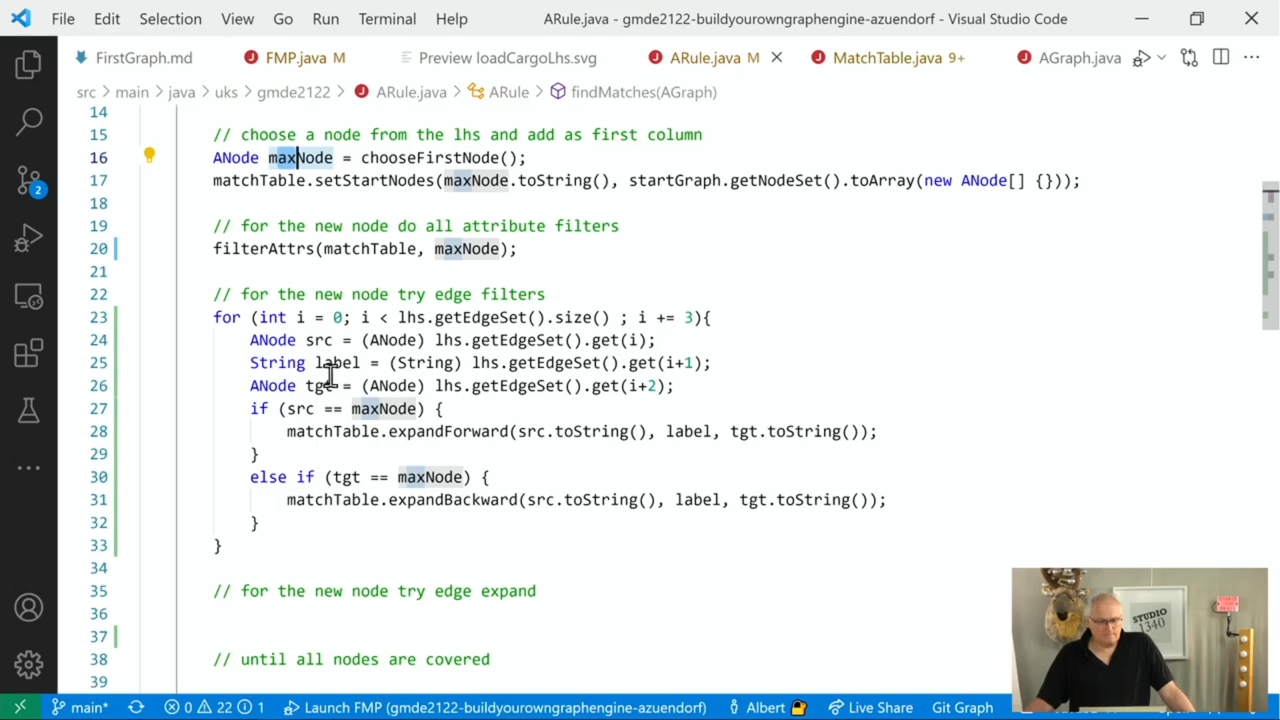 File Edit Selection View Go Run Terminal Help ARule.java - gmde2122-buildyourowngraphengine-azuendorf - Visual Studio Code
FirstGraph.md FMP.java M Preview loadCargoLhs.svg ARule.java M MatchTable.java 9+ AGraph.java
src > main > java > uks > gmde2122 > ARule.java > ARule > findMatches(AGraph)
14
15 // choose a node from the lhs and add as first column
16 ANode maxNode = chooseFirstNode();
17 matchTable.setStartNodes(maxNode.toString(), startGraph.getNodeSet().toArray(new ANode[] {}));
18
19 // for the new node do all attribute filters
20 filterAttrs(matchTable, maxNode);
21
22 // for the new node try edge filters
23 for (int i = 0; i < lhs.getEdgeSet().size() ; i += 3){
24 ANode src = (ANode) lhs.getEdgeSet().get(i);
25 String label = (String) lhs.getEdgeSet().get(i+1);
26 ANode tgt = (ANode) lhs.getEdgeSet().get(i+2);
27 if (src == maxNode) {
28 matchTable.expandForward(src.toString(), label, tgt.toString());
29 }
30 else if (tgt == maxNode) {
31 matchTable.expandBackward(src.toString(), label, tgt.toString());
32 }
33 }
34
35 // for the new node try edge expand
36
37
38 // until all nodes are covered
39
2
STUDIO
1340
main* 0 22 1 Launch FMP (gmde2122-buildyourowngraphengine-azuendorf) Albert Live Share Git Graph